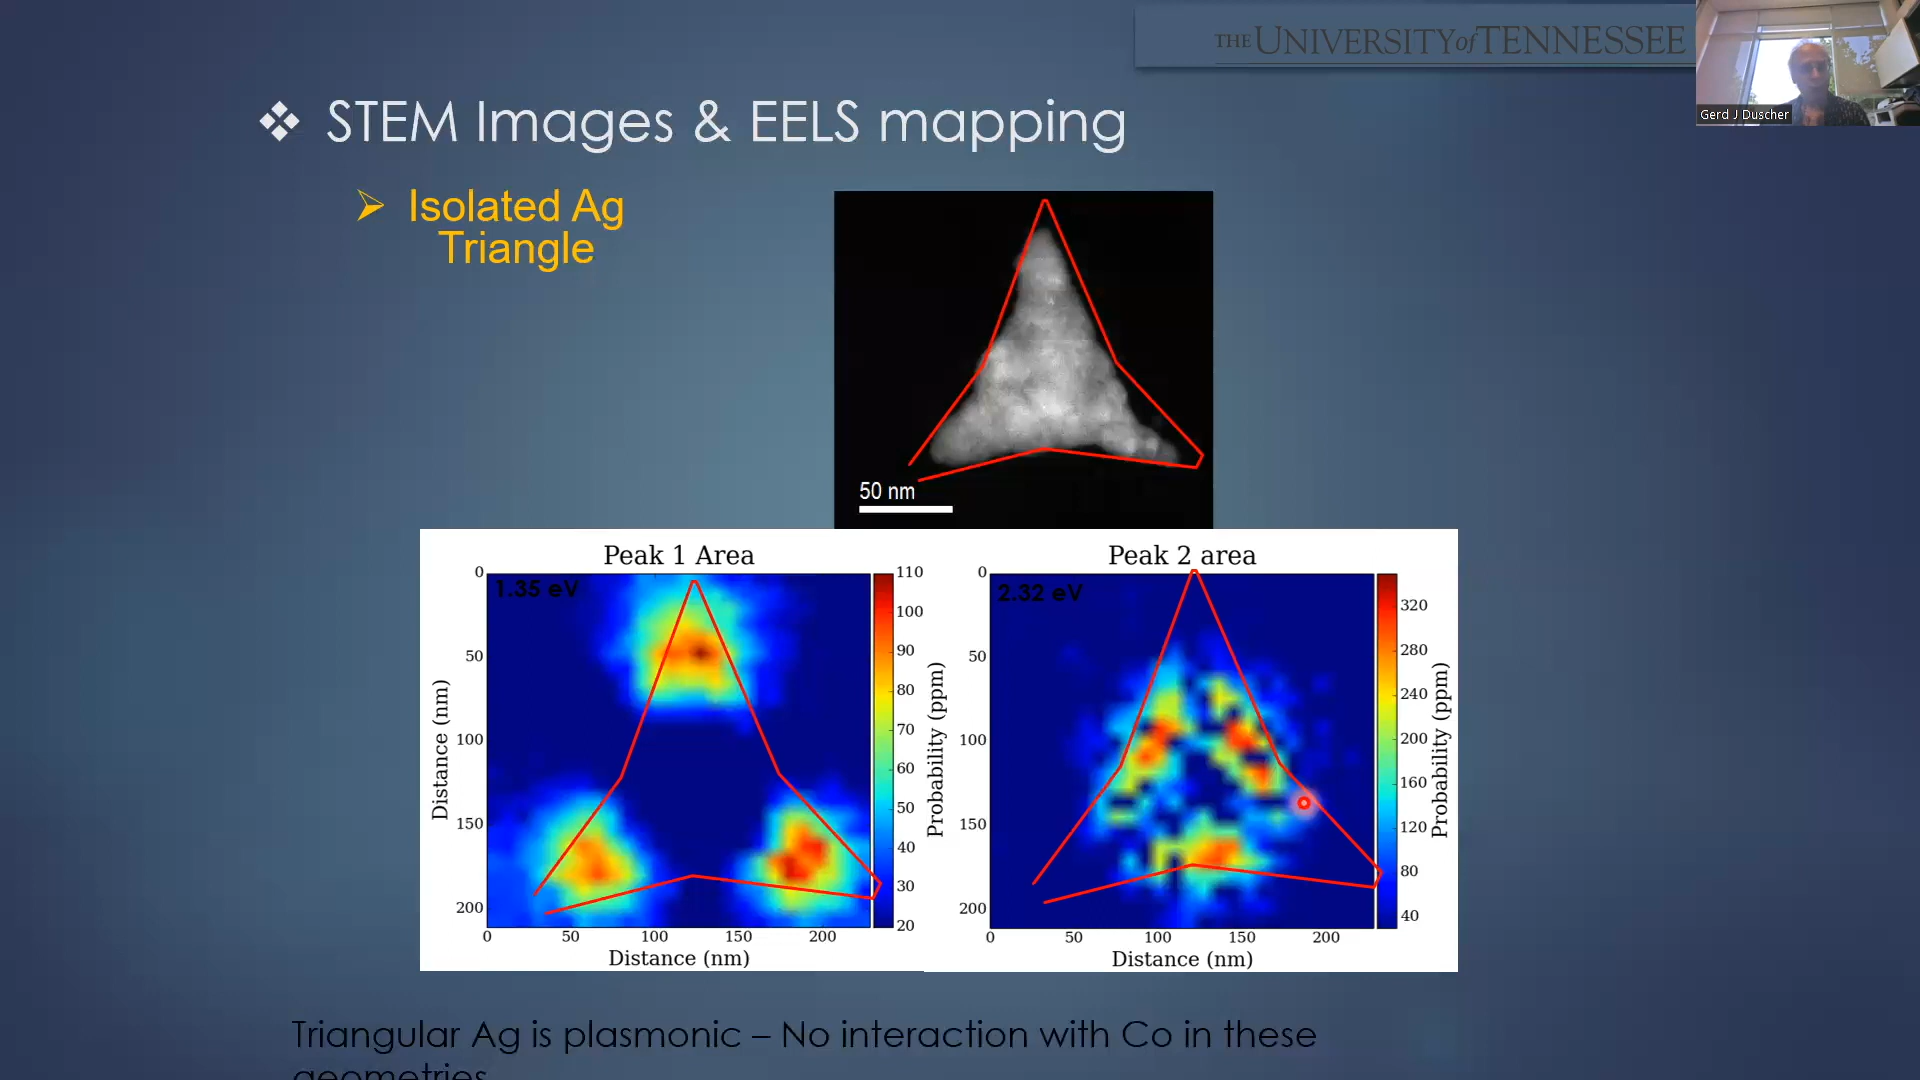 THE UNIVERSITY of TENNESSEE
Gerd J Duscher
❖ STEM Images & EELS mapping
➢ Isolated Ag
Triangle
50 nm
Peak 1 Area
1.35 eV
0
50
100
150
200
Distance (nm)
0 50 100 150 200
Distance (nm)
110
100
90
80
70
60
50
40
30
20
Probability (ppm)
Peak 2 area
2.32 eV
0
50
100
150
200
0 50 100 150 200
Distance (nm)
320
280
240
200
160
120
80
40
Probability (ppm)
Triangular Ag is plasmonic – No interaction with Co in these
geometries